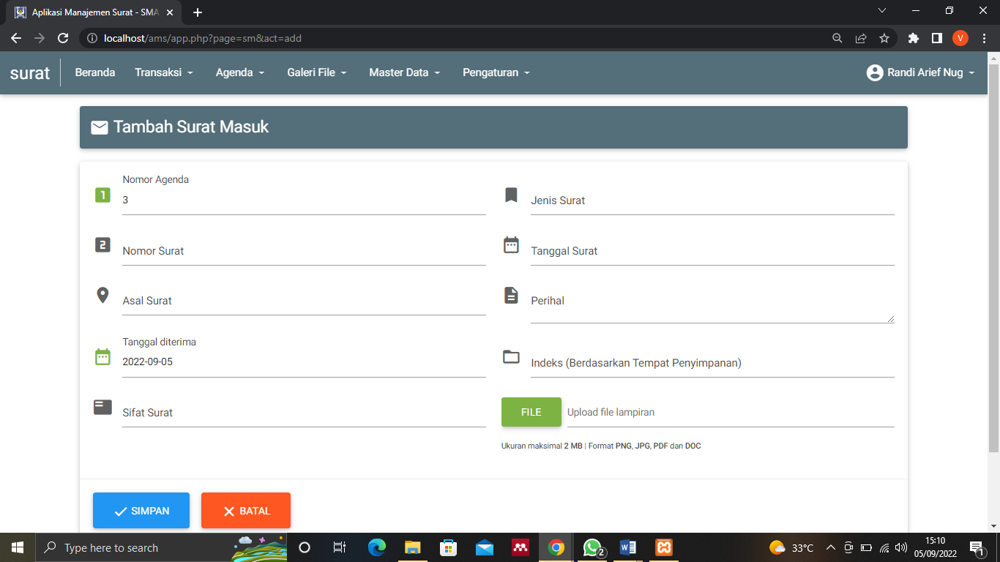 Aplikasi Manajemen Surat - SMA
localhost/ams/app.php?page=sm&act=add
V
surat
Beranda
Transaksi
Agenda
Galeri File
Master Data
Pengaturan
Randi Arief Nug
Tambah Surat Masuk
1
Nomor Agenda
3
Jenis Surat
2
Nomor Surat
Tanggal Surat
Asal Surat
Perihal
Tanggal diterima
2022-09-05
Indeks (Berdasarkan Tempat Penyimpanan)
Sifat Surat
FILE
Upload file lampiran
Ukuran maksimal 2 MB | Format PNG, JPG, PDF dan DOC
SIMPAN
BATAL
Type here to search
2
33°C
15:10
05/09/2022
1